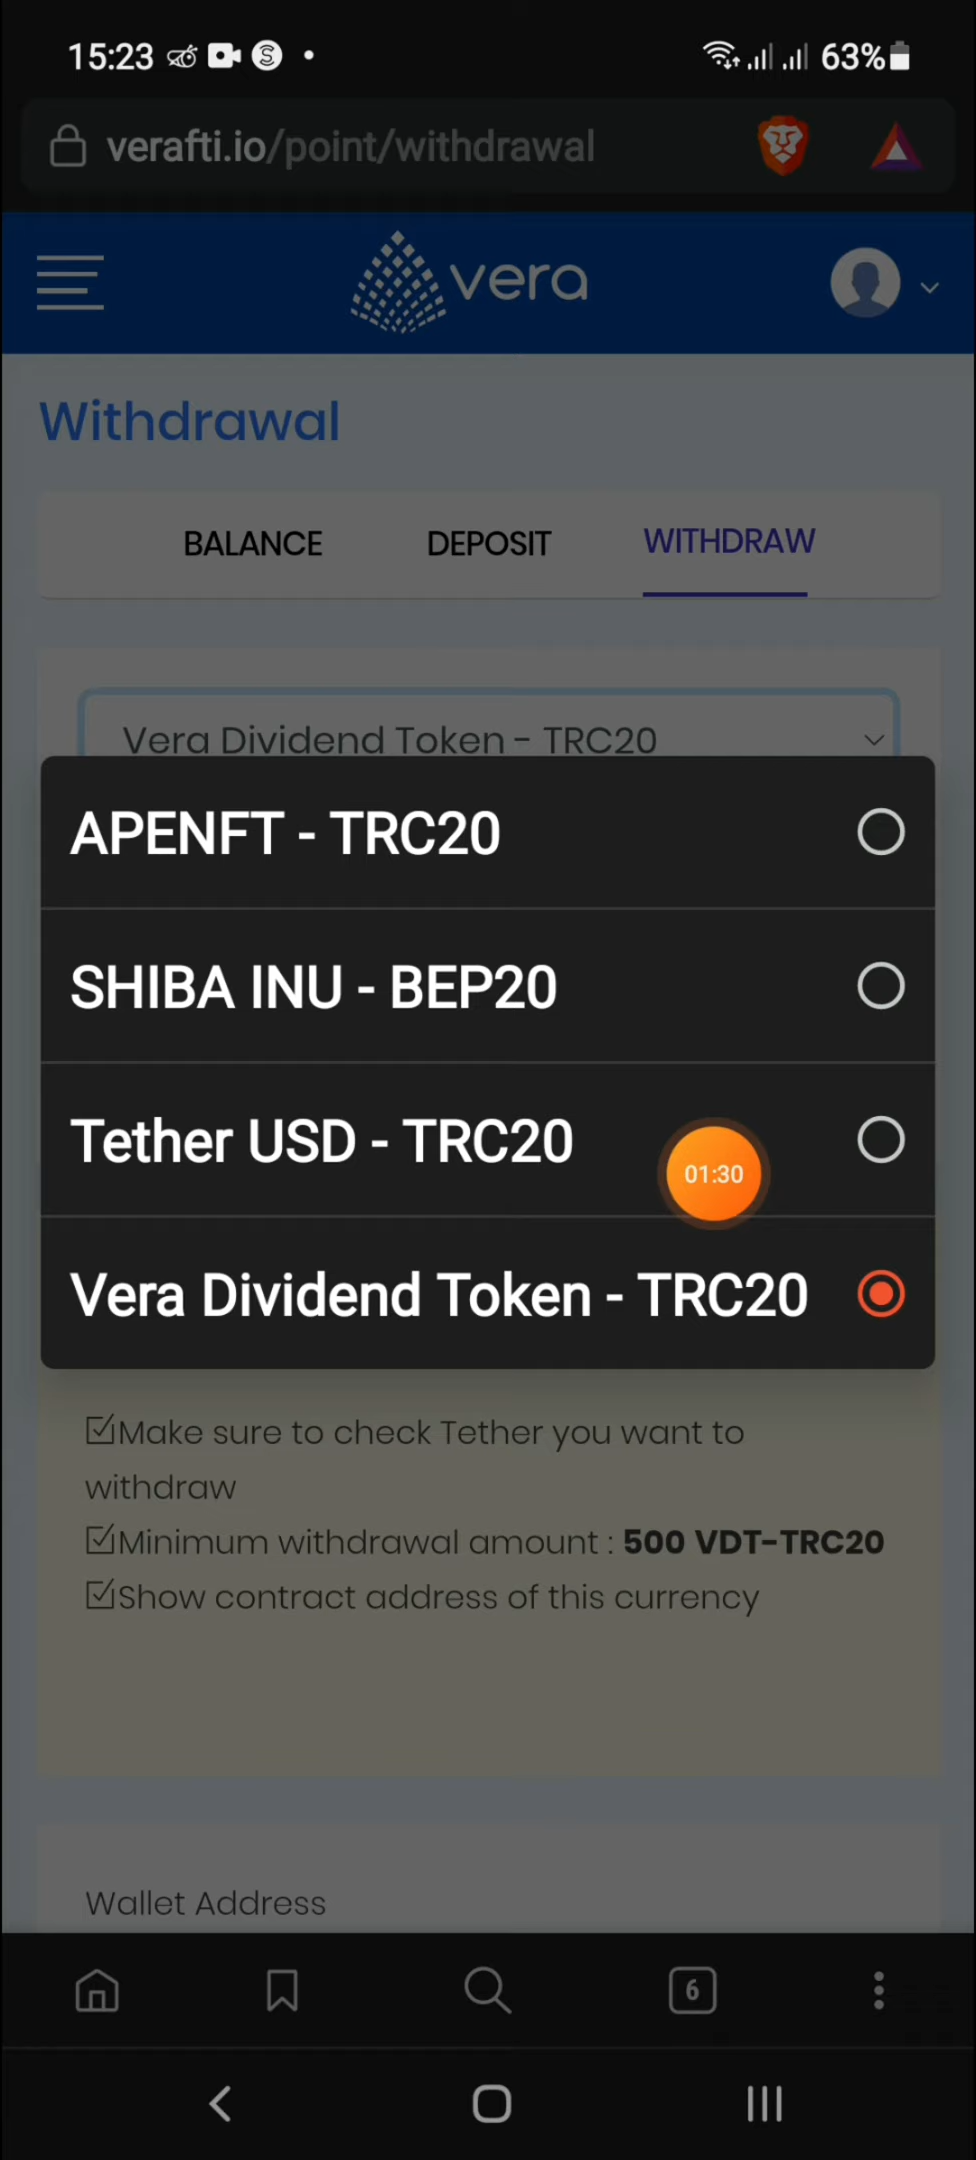 15:23 63%
verafti.io/point/withdrawal
vera
Withdrawal
BALANCE DEPOSIT WITHDRAW
Vera Dividend Token - TRC20
APENFT - TRC20
SHIBA INU - BEP20
Tether USD - TRC20
01:30
Vera Dividend Token - TRC20
Make sure to check Tether you want to
withdraw
Minimum withdrawal amount : 500 VDT-TRC20
Show contract address of this currency
Wallet Address
6